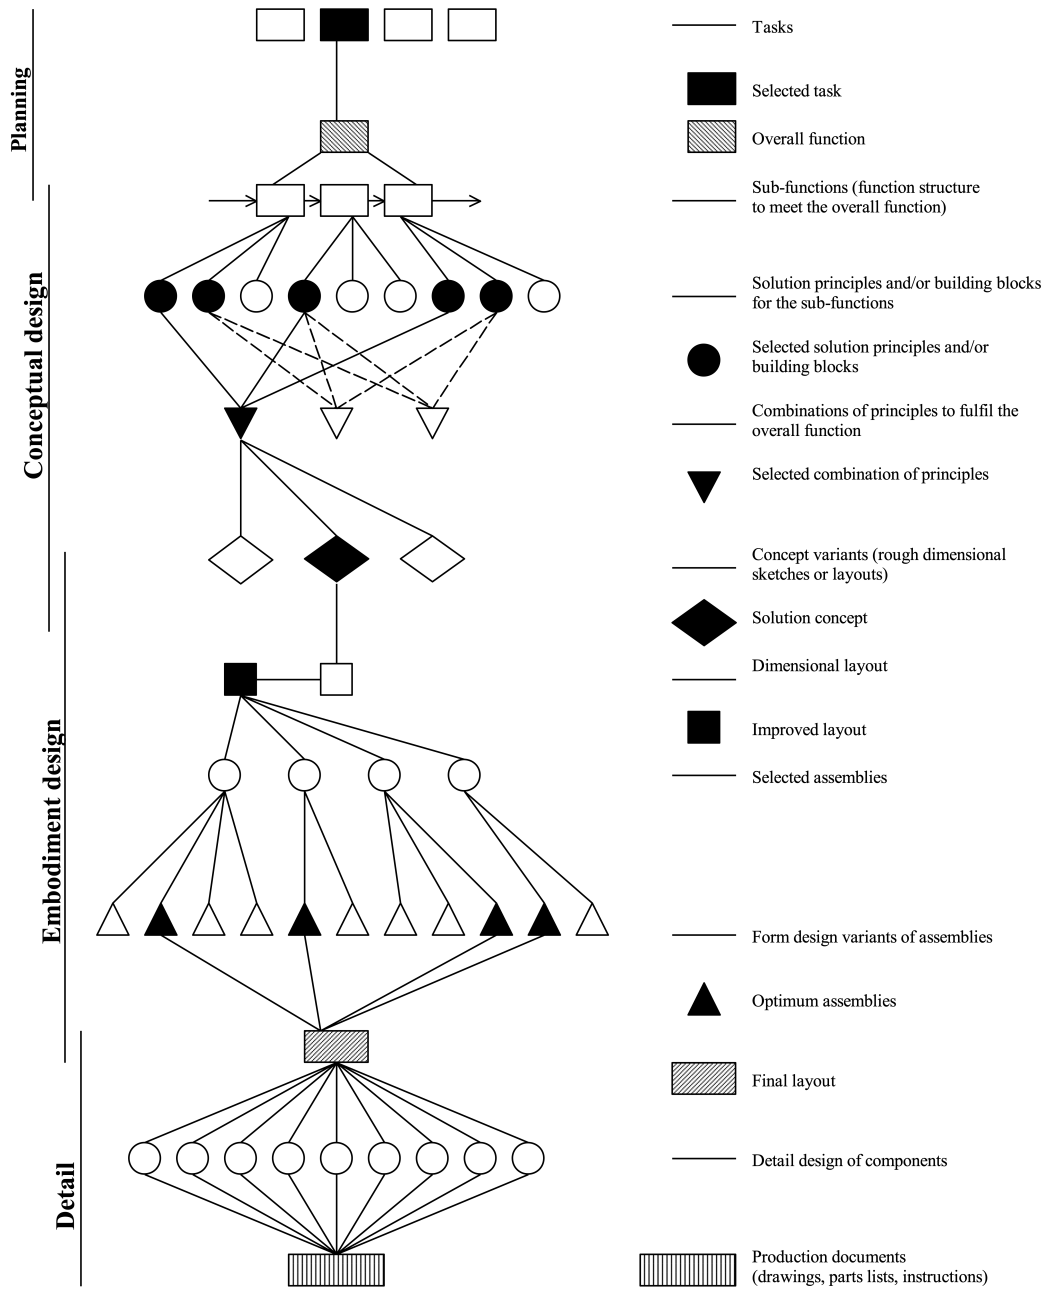 Planning
Conceptual design
Embodiment design
Detail
Tasks
Selected task
Overall function
Sub-functions (function structure
to meet the overall function)
Solution principles and/or building blocks
for the sub-functions
Selected solution principles and/or
building blocks
Combinations of principles to fulfil the
overall function
Selected combination of principles
Concept variants (rough dimensional
sketches or layouts)
Solution concept
Dimensional layout
Improved layout
Selected assemblies
Form design variants of assemblies
Optimum assemblies
Final layout
Detail design of components
Production documents
(drawings, parts lists, instructions)